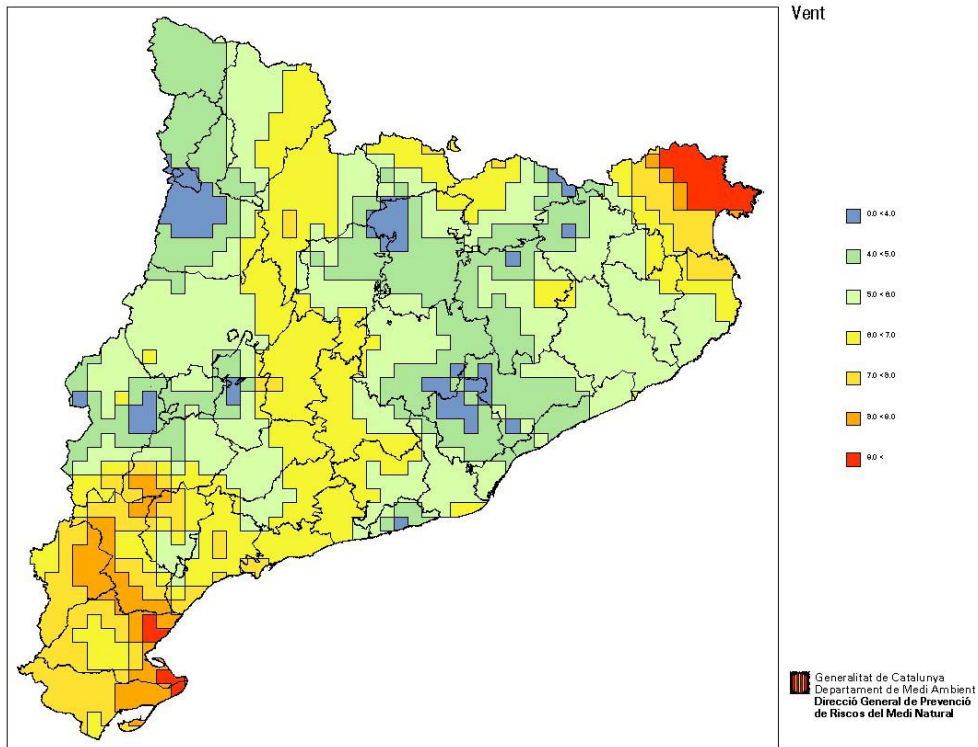 Vent
0.0 < 4.0
4.0 < 5.0
5.0 < 6.0
6.0 < 7.0
7.0 < 8.0
8.0 < 9.0
9.0 <
Generalitat de Catalunya
Departament de Medi Ambient
Direcció General de Prevenció
de Riscos del Medi Natural